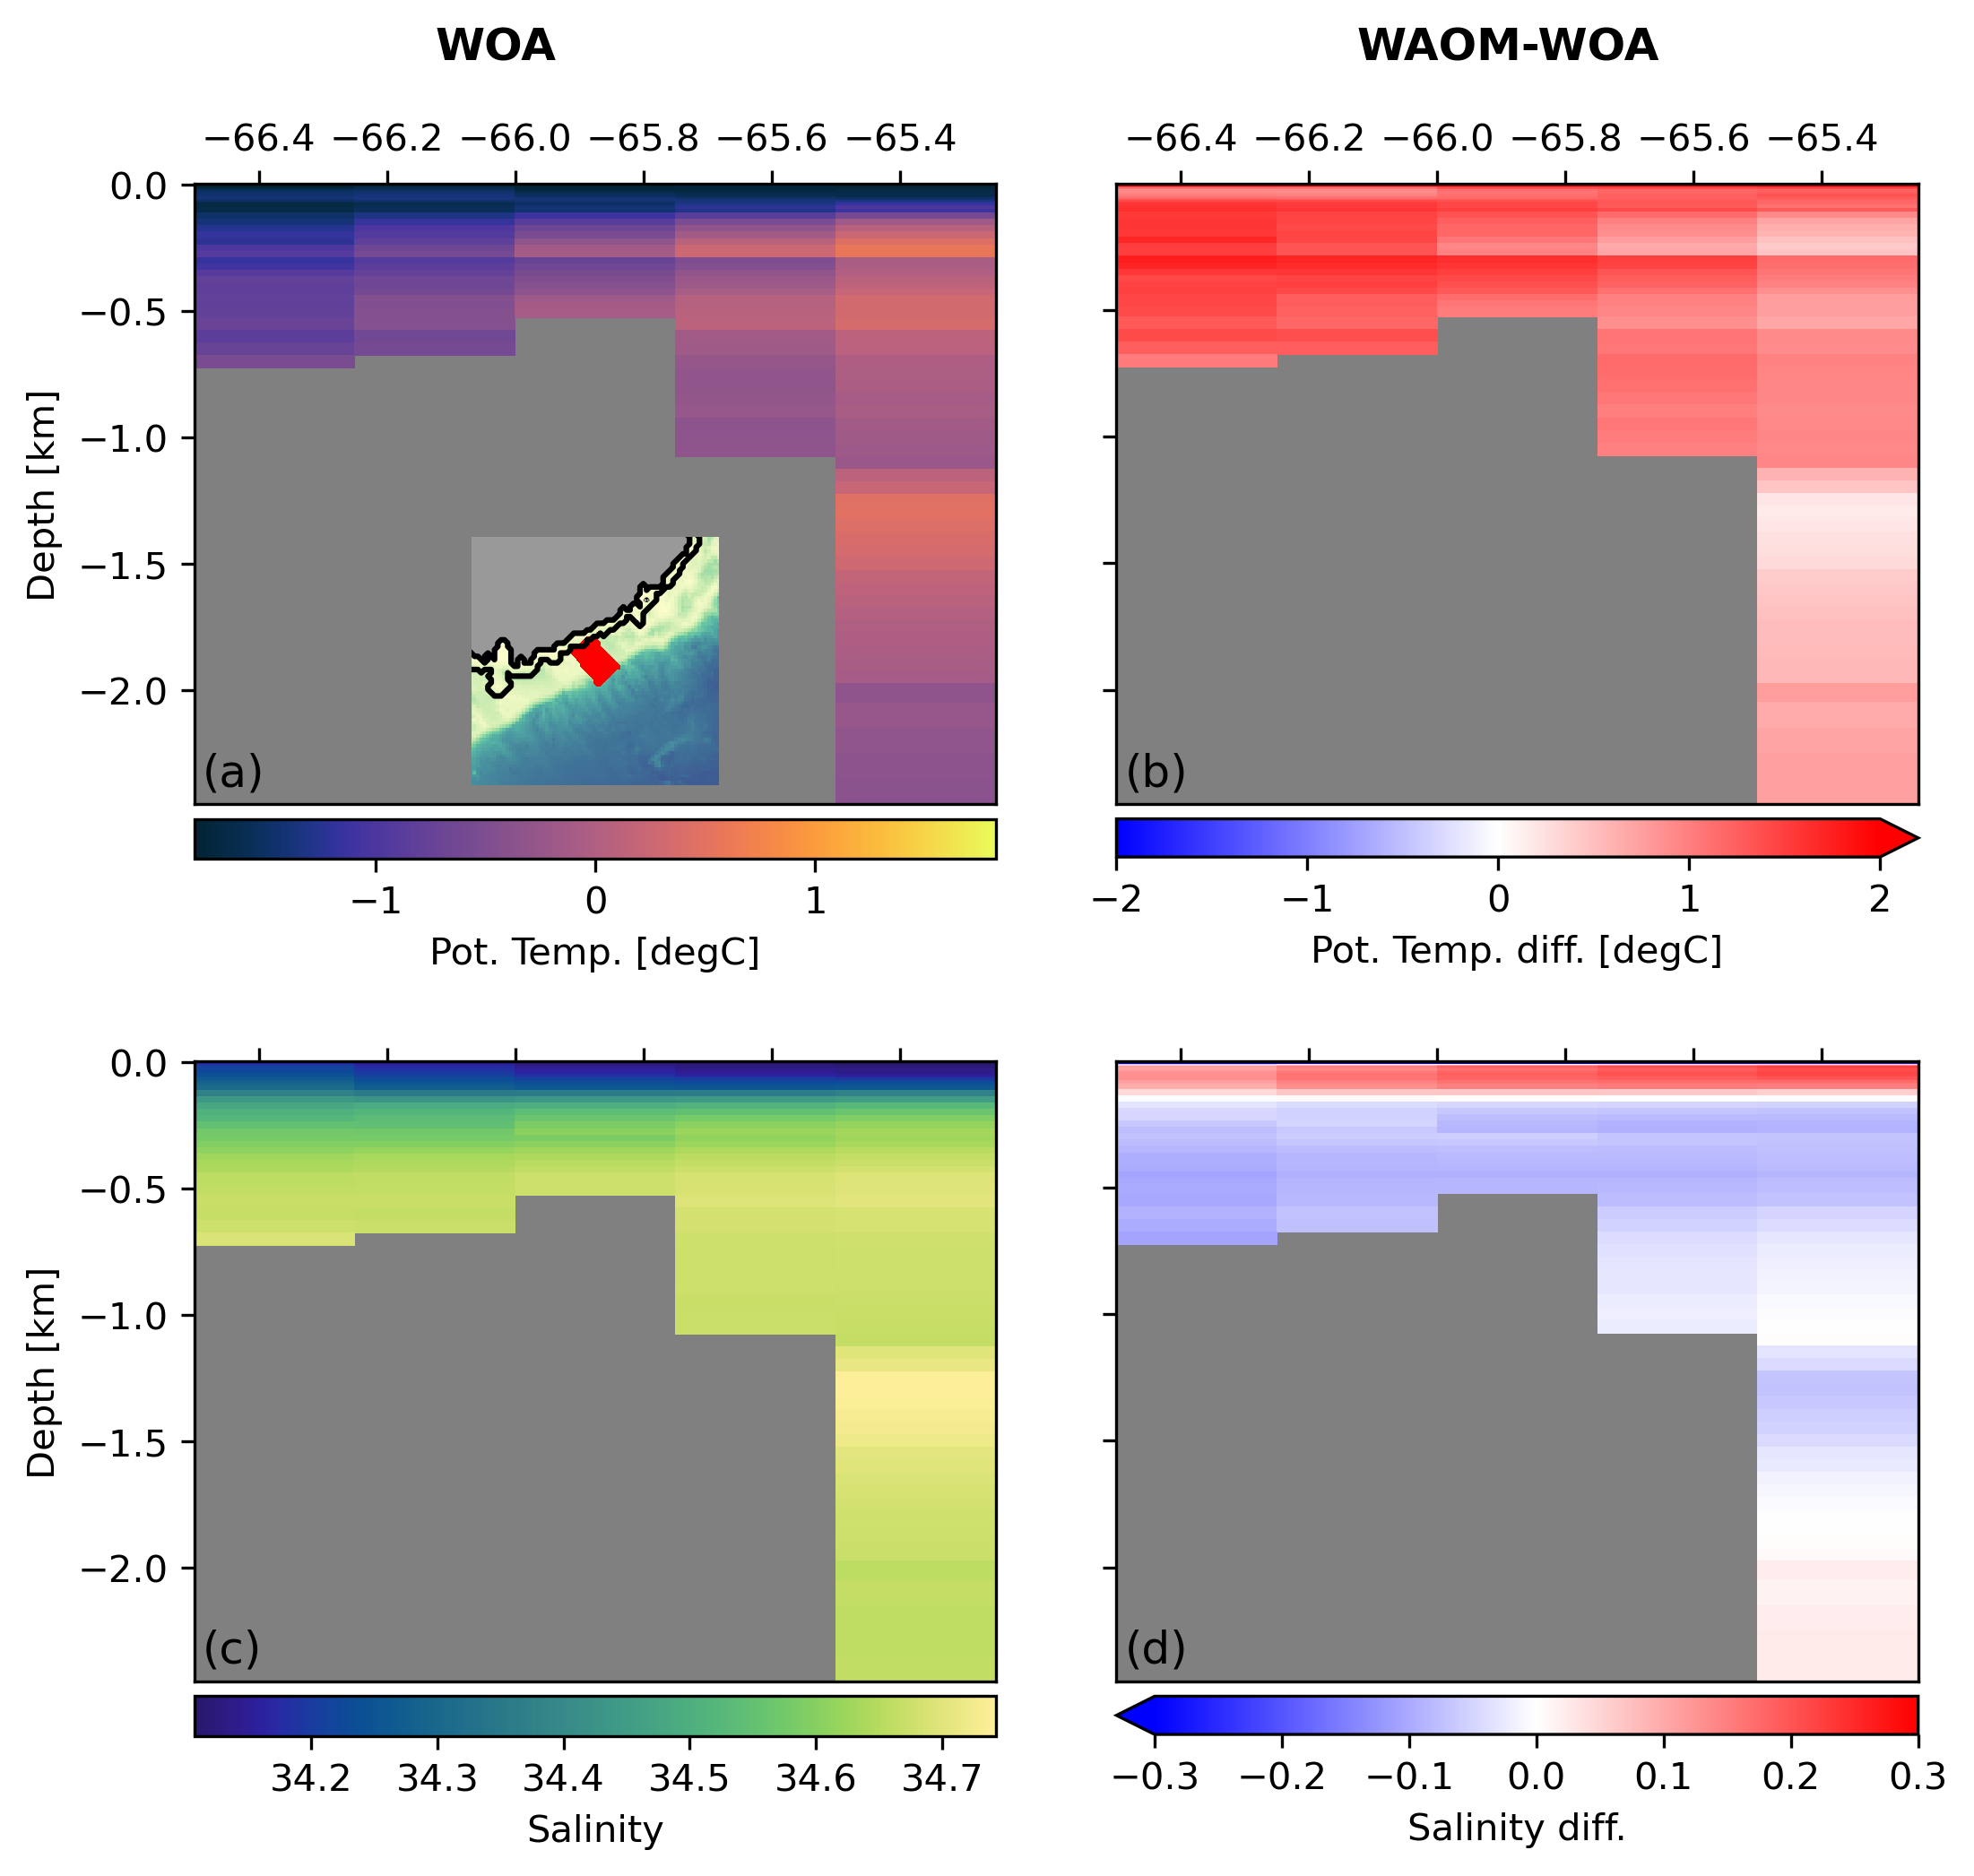 WOA WAOM-WOA
−66.4 −66.2 −66.0 −65.8 −65.6 −65.4 −66.4 −66.2 −66.0 −65.8 −65.6 −65.4
0.0
−0.5
−1.0
−1.5
−2.0
Depth [km]
(a) (b)
−1 0 1 −2 −1 0 1 2
Pot. Temp. [degC] Pot. Temp. diff. [degC]
0.0
−0.5
−1.0
−1.5
−2.0
Depth [km]
(c) (d)
34.2 34.3 34.4 34.5 34.6 34.7 −0.3 −0.2 −0.1 0.0 0.1 0.2 0.3
Salinity Salinity diff.